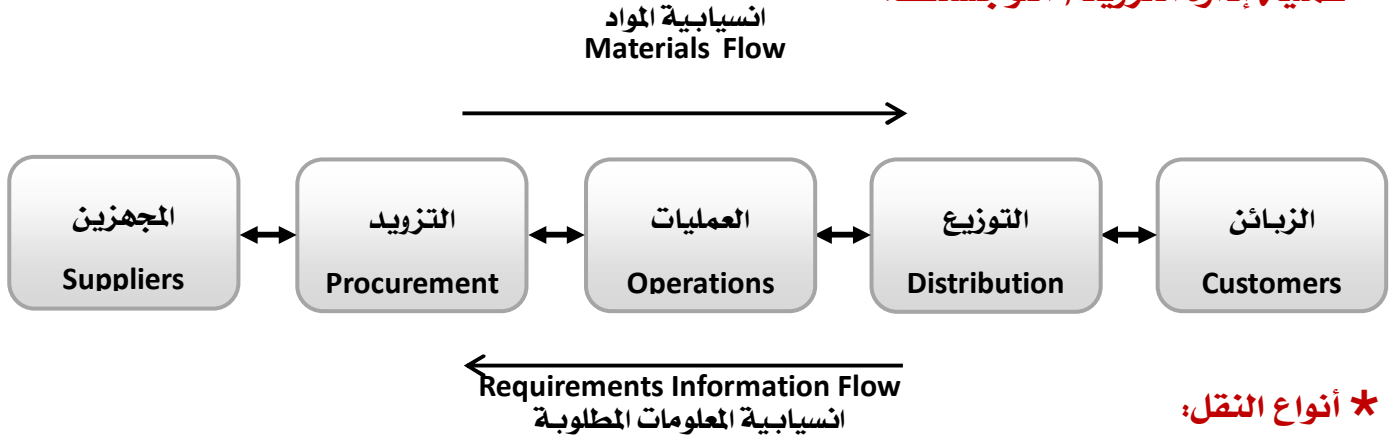 انسيابية المواد
Materials Flow
المجهزين
Suppliers
التزويد
Procurement
العمليات
Operations
التوزيع
Distribution
الزبائن
Customers
Requirements Information Flow
انسيابية المعلومات المطلوبة
* أنواع النقل: